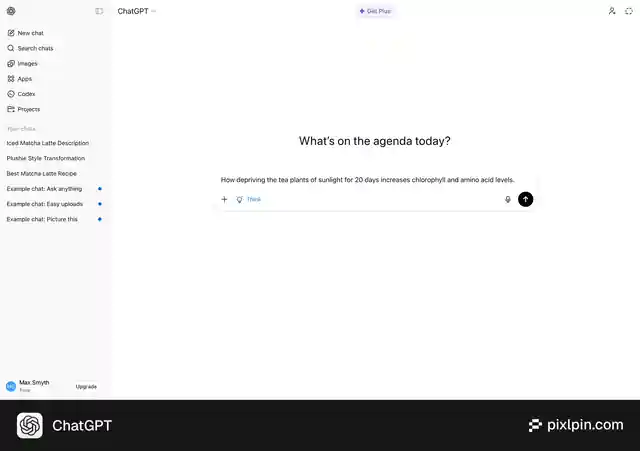 ChatGPT
Get Plus
New chat
Search chats
Images
Apps
Codex
Projects
Your chats
Iced Matcha Latte Description
Plushie Style Transformation
Best Matcha Latte Recipe
Example chat: Ask anything
Example chat: Easy uploads
Example chat: Picture this
What's on the agenda today?
How depriving the tea plants of sunlight for 20 days increases chlorophyll and amino acid levels.
Think
Max Smyth
Free
Upgrade
ChatGPT
pixlpin.com